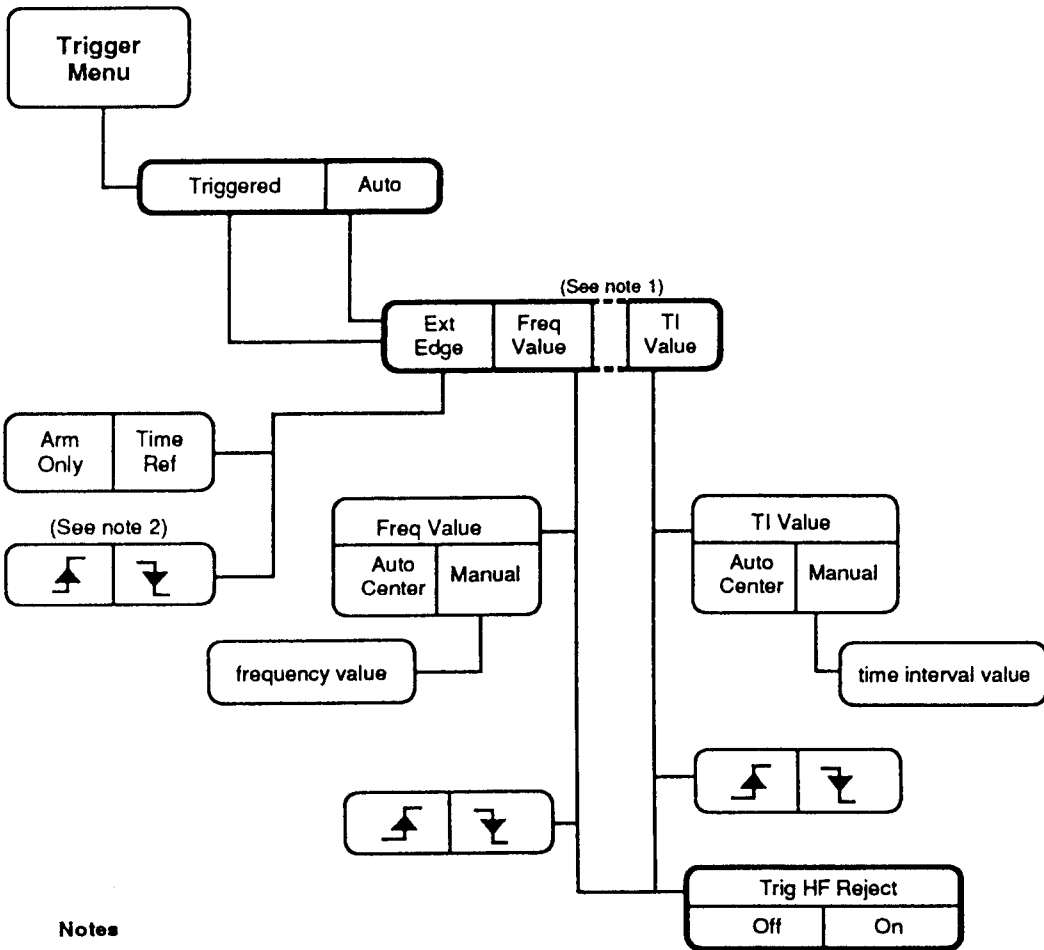 Trigger
Menu
Triggered
Auto
(See note 1)
Ext
Edge
Freq
Value
TI
Value
Arm
Only
Time
Ref
(See note 2)
Freq Value
Auto
Center
Manual
TI Value
Auto
Center
Manual
frequency value
time interval value
Trig HF Reject
Off
On
Notes